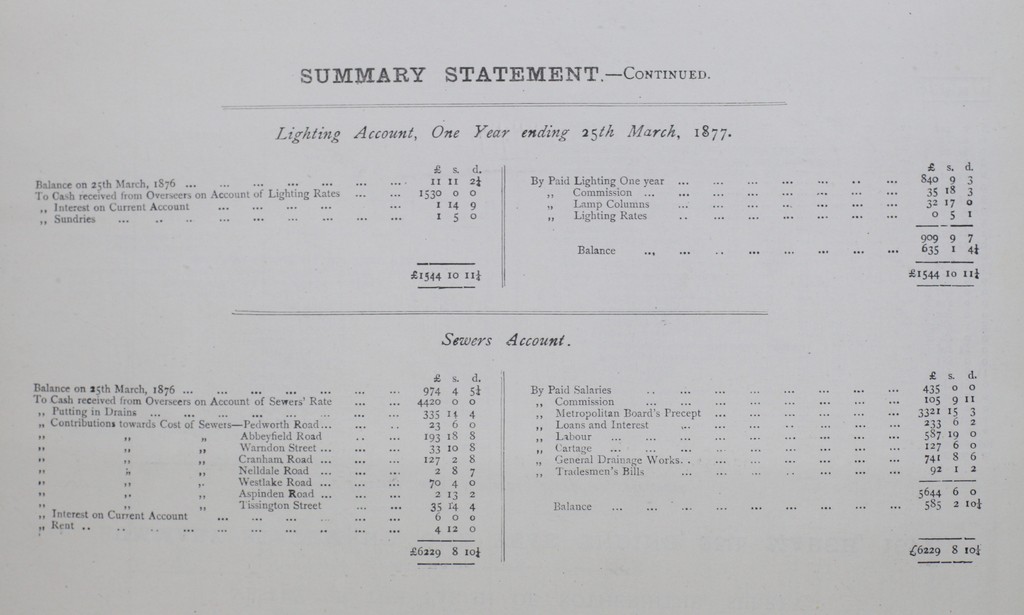 SUMMARY STATEMENT.—CONTINUED.
Lighting Account, One Year ending 25th March, 1877.
£ s. d.
Balance on 25th March, 1876 ... ... ... ... ... ... ... 11 11 2¼
To Cash received from Overseers on Account of Lighting Rates ... ... 1530 0 0
„ Interest on Current Account ... ... ... ... ... 1 14 9
„ Sundries ... ... ... ... ... ... ... ... 1 5 0
£1544 10 11¼
£ s. d.
By Paid Lighting One year ... ... ... ... ... ... ... 840 9 3
„ Commission ... ... ... ... ... ... ... 35 18 3
„ Lamp Columns ... ... ... ... ... ... ... 32 17 0
„ Lighting Rates ... ... ... ... ... ... ... 0 5 1
909 9 7
Balance ... ... ... ... ... ... ... ... 635 1 4¼
£1544 10 11¼
Sewers Account.
£ s. d.
Balance on 25th March, 1876 ... ... ... ... ... ... ... 974 4 5¼
To Cash received from Overseers on Account of Sewers' Rate ... ... 4420 0 0
„ Putting in Drains ... ... ... ... ... ... ... ... 335 14 4
„ Contributions towards Cost of Sewers—Pedworth Road... ... ... 23 6 0
„ „ „ Abbeyfield Road ... ... 193 18 8
„ „ „ Warndon Street ... ... ... 33 10 8
„ „ „ Cranham Road ... ... ... 127 2 8
„ „ „ Nelldale Road ... ... ... 2 8 7
„ „ „ Westlake Road ... ... ... 70 4 0
„ „ „ Aspinden Road ... ... ... 2 13 2
„ „ „ Tissington Street ... ... 35 14 4
„ Interest on Current Account ... ... ... ... ... ... 6 0 0
„ Rent ... ... ... ... ... ... ... ... ... ... 4 12 0
£6229 8 10¼
£ s. d.
By Paid Salaries ... ... ... ... ... ... ... ... 435 0 0
„ Commission ... ... ... ... ... ... ... 105 9 11
„ Metropolitan Board's Precept ... ... ... ... ... ... 3321 15 3
„ Loans and Interest ... ... ... ... ... ... ... 233 6 2
„ Labour ... ... ... ... ... ... ... ... ... 587 19 0
„ Cartage ... ... ... ... ... ... ... ... ... 127 6 0
„ General Drainage Works... ... ... ... ... ... ... 741 8 6
„ Tradesmen's Bills ... ... ... ... ... ... ... 92 1 2
5644 6 0
Balance ... ... ... ... ... ... ... ... ... 585 2 10¼
£6229 8 10¼